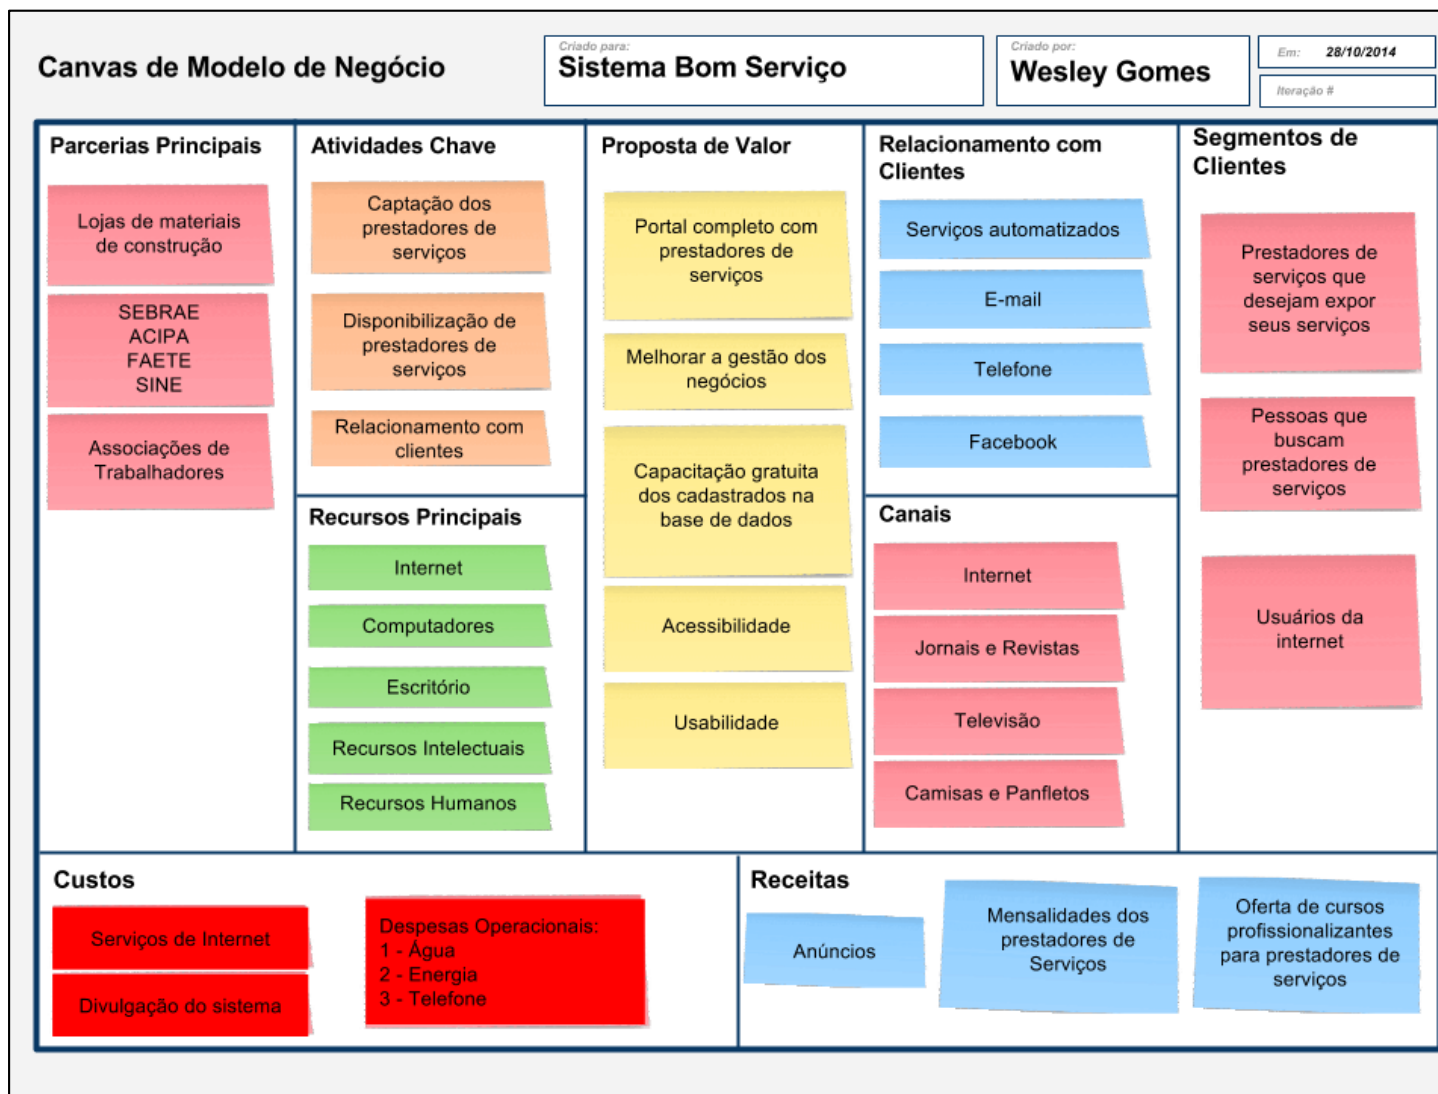 Canvas de Modelo de Negócio
Criado para:
Sistema Bom Serviço
Criado por:
Wesley Gomes
Em: 28/10/2014
Iteração #
Parcerias Principais
Lojas de materiais
de construção
SEBRAE
ACIPA
FAETE
SINE
Associações de
Trabalhadores
Atividades Chave
Captação dos
prestadores de
serviços
Disponibilização de
prestadores de
serviços
Relacionamento com
clientes
Recursos Principais
Internet
Computadores
Escritório
Recursos Intelectuais
Recursos Humanos
Proposta de Valor
Portal completo com
prestadores de
serviços
Melhorar a gestão dos
negócios
Capacitação gratuita
dos cadastrados na
base de dados
Acessibilidade
Usabilidade
Relacionamento com
Clientes
Serviços automatizados
E-mail
Telefone
Facebook
Canais
Internet
Jornais e Revistas
Televisão
Camisas e Panfletos
Segmentos de
Clientes
Prestadores de
serviços que
desejam expor
seus serviços
Pessoas que
buscam
prestadores de
serviços
Usuários da
internet
Custos
Serviços de Internet
Divulgação do sistema
Despesas Operacionais:
1 - Água
2 - Energia
3 - Telefone
Receitas
Anúncios
Mensalidades dos
prestadores de
Serviços
Oferta de cursos
profissionalizantes
para prestadores de
serviços